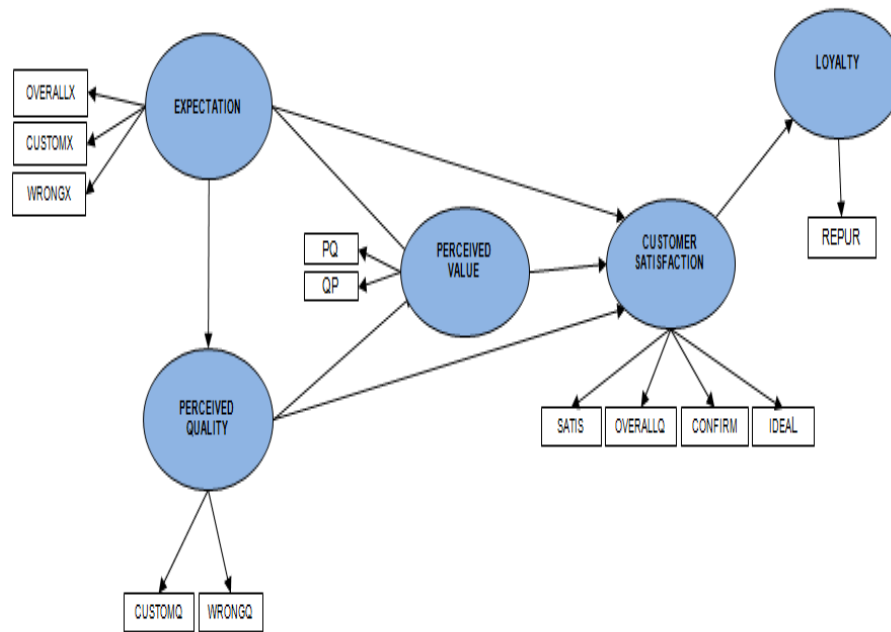 LOYALTY
EXPECTATION
OVERALLX
CUSTOMX
WRONGX
REPUR
PQ
QP
PERCEIVED
VALUE
CUSTOMER
SATISFACTION
PERCEIVED
QUALITY
SATIS
OVERALLQ
CONFIRM
IDEAL
CUSTOMQ
WRONGQ